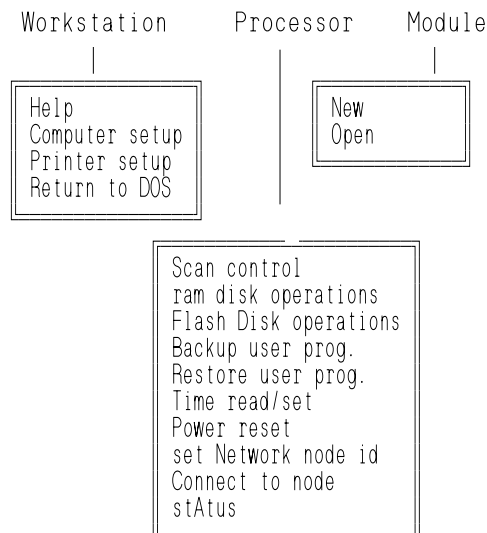 Workstation Processor Module
Help
Computer setup
Printer setup
Return to DOS
New
Open
Scan control
ram disk operations
Flash Disk operations
Backup user prog.
Restore user prog.
Time read/set
Power reset
set Network node id
Connect to node
stAtus